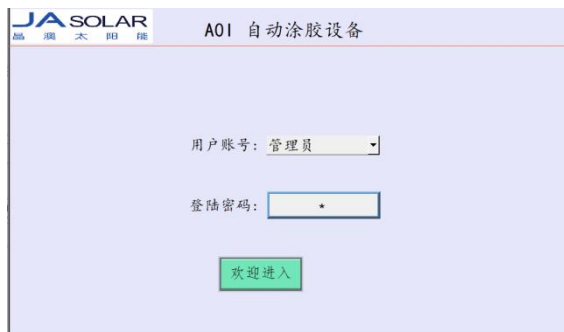 JA SOLAR
晶 澳 太 阳 能
AOI 自动涂胶设备
用户账号: 管理员
登陆密码: *
欢迎进入